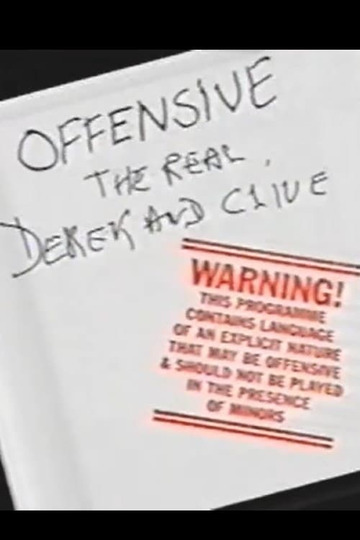 OFFENSIVE
THE REAL
DEREK AND CLIVE
WARNING!
THIS PROGRAMME
CONTAINS LANGUAGE
OF AN EXPLICIT NATURE
THAT MAY BE OFFENSIVE
& SHOULD NOT BE PLAYED
IN THE PRESENCE
OF MINORS